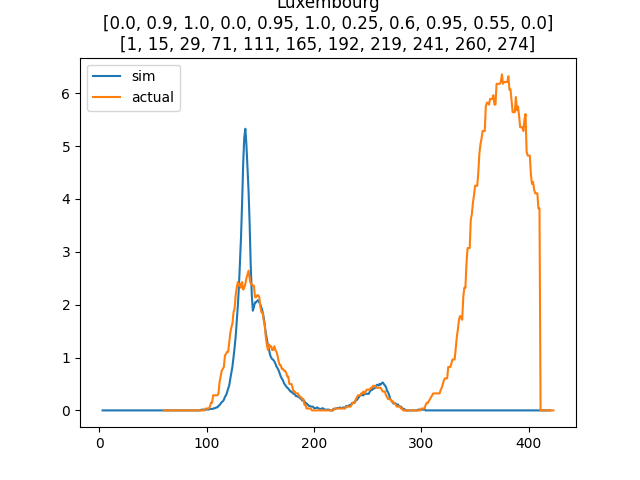 Luxembourg
[0.0, 0.9, 1.0, 0.0, 0.95, 1.0, 0.25, 0.6, 0.95, 0.55, 0.0]
[1, 15, 29, 71, 111, 165, 192, 219, 241, 260, 274]
sim
actual
6
5
4
3
2
1
0
0 100 200 300 400